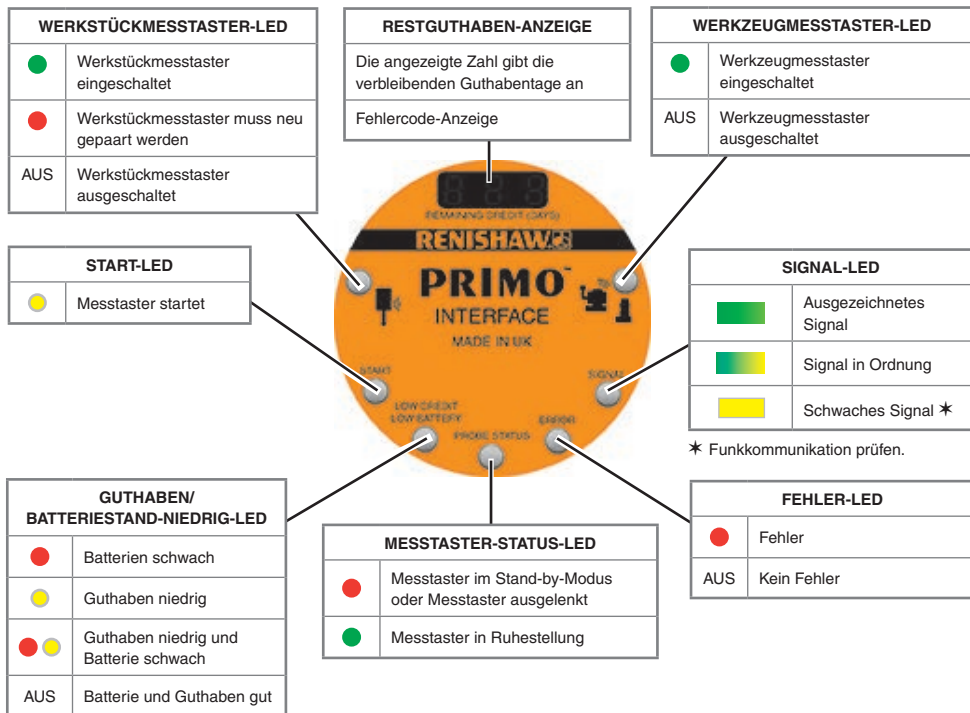 WERKSTÜCKMESSTASTER-LED
Werkstückmesstaster
eingeschaltet
Werkstückmesstaster muss neu
gepaart werden
AUS
Werkstückmesstaster
ausgeschaltet
RESTGUTHABEN-ANZEIGE
Die angezeigte Zahl gibt die
verbleibenden Guthabentage an
Fehlercode-Anzeige
WERKZEUGMESSTASTER-LED
Werkzeugmesstaster
eingeschaltet
AUS
Werkzeugmesstaster
ausgeschaltet
START-LED
Messtaster startet
REMAINING CREDIT (DAYS)
RENISHAW
PRIMO™
INTERFACE
MADE IN UK
START
SIGNAL
LOW CREDIT
LOW BATTERY
PROBE STATUS
ERROR
SIGNAL-LED
Ausgezeichnetes
Signal
Signal in Ordnung
Schwaches Signal ✶
✶ Funkkommunikation prüfen.
GUTHABEN/
BATTERIESTAND-NIEDRIG-LED
Batterien schwach
Guthaben niedrig
Guthaben niedrig und
Batterie schwach
AUS
Batterie und Guthaben gut
MESSTASTER-STATUS-LED
Messtaster im Stand-by-Modus
oder Messtaster ausgelenkt
Messtaster in Ruhestellung
FEHLER-LED
Fehler
AUS
Kein Fehler